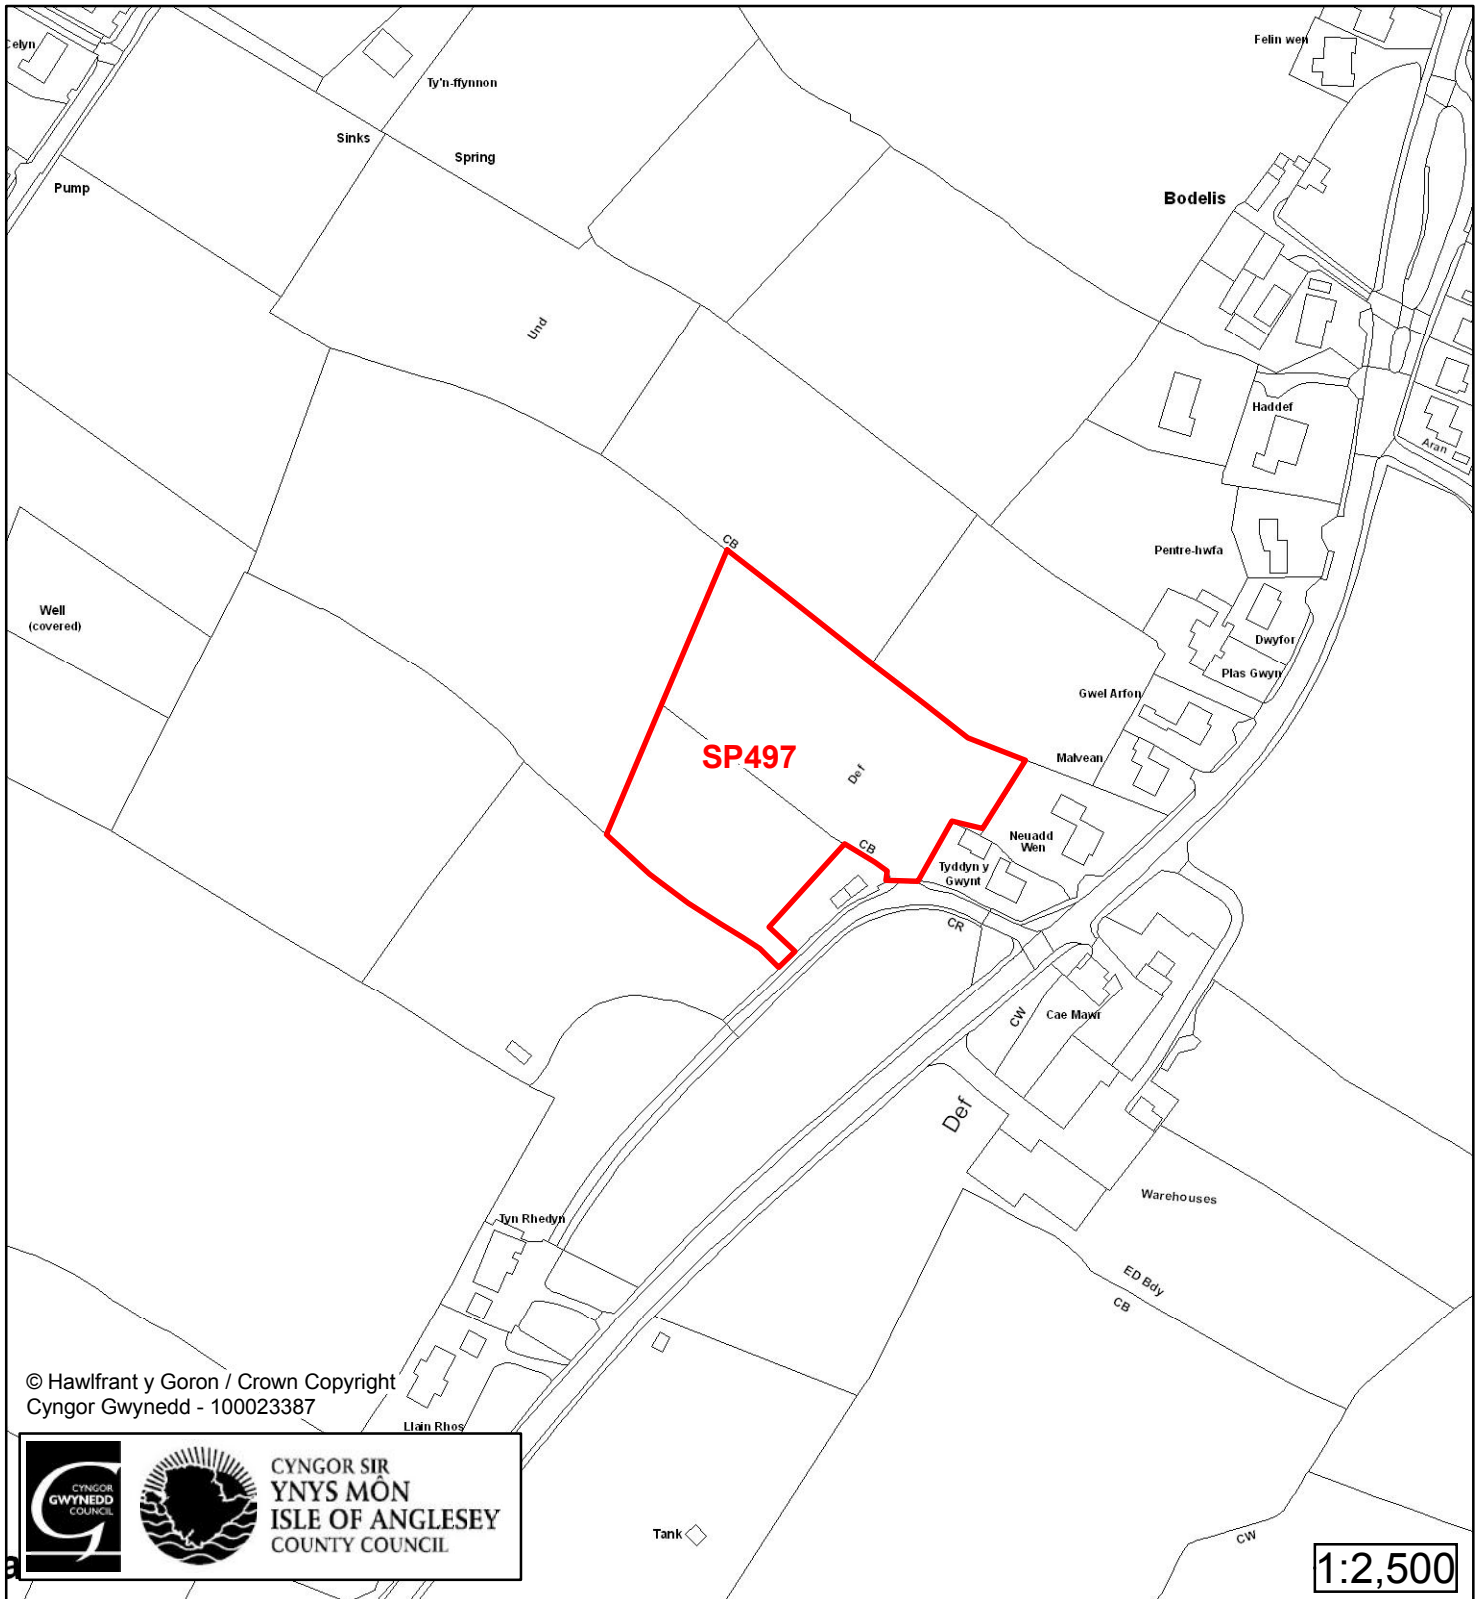 Celyn
Felin wen
Ty'n-ffynnon
Sinks
Spring
Pump
Bodelis
Und
Haddef
Aran
CB
Pentre-hwfa
Well
(covered)
Dwyfor
Plas Gwyn
Gwel Arfon
SP497
Malvean
Def
Neuadd
Wen
CB
Tyddyn y
Gwynt
CR
CW
Cae Mawr
Def
Warehouses
Tyn Rhedyn
ED Bdy
CB
© Hawlfraint y Goron / Crown Copyright
Cyngor Gwynedd - 100023387
Llain Rhos
CYNGOR
GWYNEDD
COUNCIL
CYNGOR SIR
YNYS MÔN
ISLE OF ANGLESEY
COUNTY COUNCIL
Tank
CW
a
1:2,500